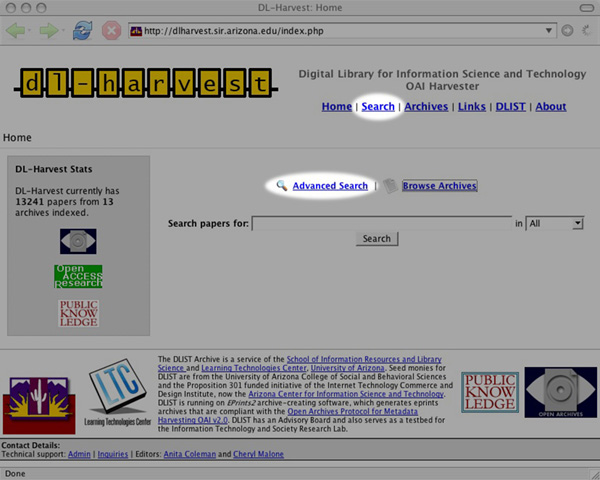 DL-Harvest: Home
http://dlharvest.sir.arizona.edu/index.php
dl-harvest
Digital Library for Information Science and Technology
OAI Harvester
Home | Search | Archives | Links | DLIST | About
Home
DL-Harvest Stats
DL-Harvest currently has
13241 papers from 13
archives indexed.
Open
ACCESS
Research
PUBLIC
KNOW
LEDGE
Advanced Search | Browse Archives
Search papers for: in All
Search
LTC
Learning Technologies Center
The DLIST Archive is a service of the School of Information Resources and Library
Science and Learning Technologies Center, University of Arizona. Seed monies for
DLIST are from the University of Arizona College of Social and Behavioral Sciences
and the Proposition 301 funded initiative of the Internet Technology Commerce and
Design Institute, now the Arizona Center for Information Science and Technology.
DLIST is running on EPrints2 archive-creating software, which generates eprints
archives that are compliant with the Open Archives Protocol for Metadata
Harvesting OAI v2.0. DLIST has an Advisory Board and also serves as a testbed for
the Information Technology and Society Research Lab.
PUBLIC
KNOW
LEDGE
OPEN ARCHIVES
Contact Details:
Technical support: Admin | Inquiries | Editors: Anita Coleman and Cheryl Malone
Done